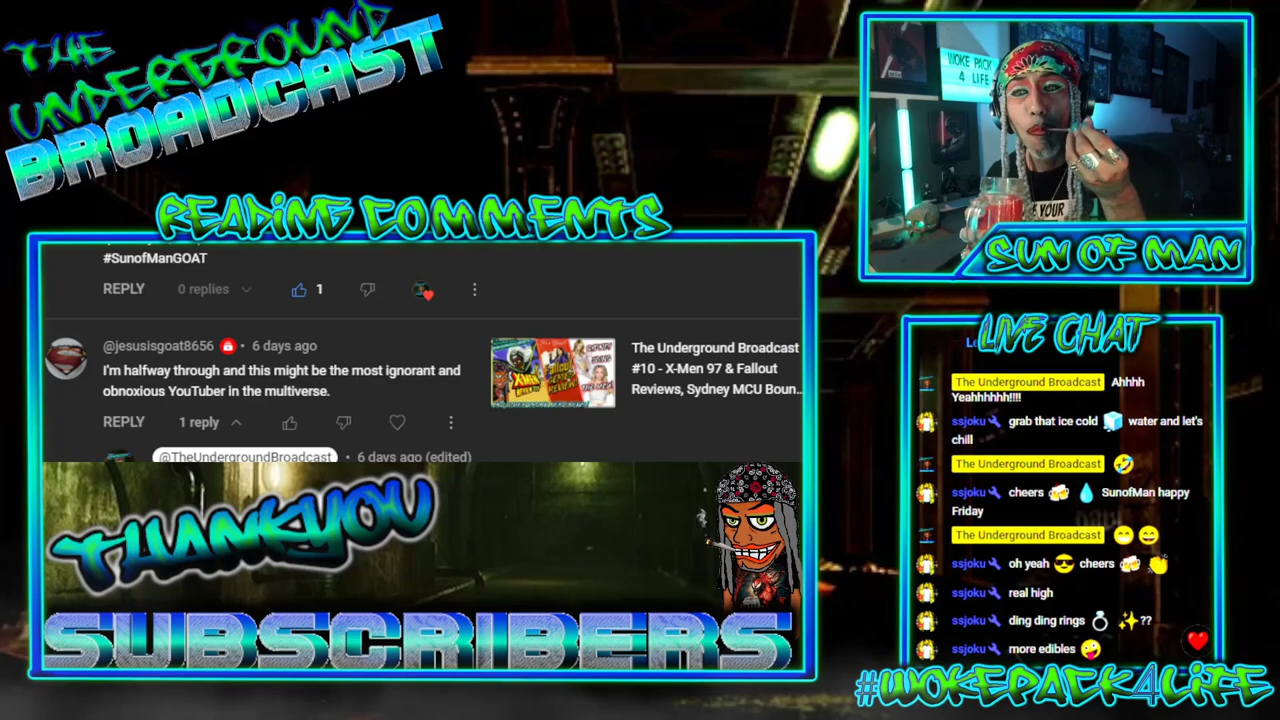 THE
UNDERGROUND
BROADCAST
READING COMMENTS
#SunofManGOAT
REPLY 0 replies 1
@jesusisgoat8656 • 6 days ago
I'm halfway through and this might be the most ignorant and
obnoxious YouTuber in the multiverse.
REPLY 1 reply
@TheUndergroundBroadcast • 6 days ago (edited)
The Underground Broadcast
#10 - X-Men 97 & Fallout
Reviews, Sydney MCU Boun...
THANKYOU
SUBSCRIBERS
WOKE PACK
4 LIFE
SUN OF MAN
LIVE CHAT
The Underground Broadcast Ahhhh
Yeahhhhhh!!!!
ssjoku grab that ice cold 🧊 water and let's
chill
The Underground Broadcast 🤣
ssjoku cheers 🍻 💧 SunofMan happy
Friday
The Underground Broadcast 😁 😄
ssjoku oh yeah 😎 cheers 🍻 👏
ssjoku real high
ssjoku ding ding rings 💍 ✨??
ssjoku more edibles 🤪
#WOKEPACK4LIFE